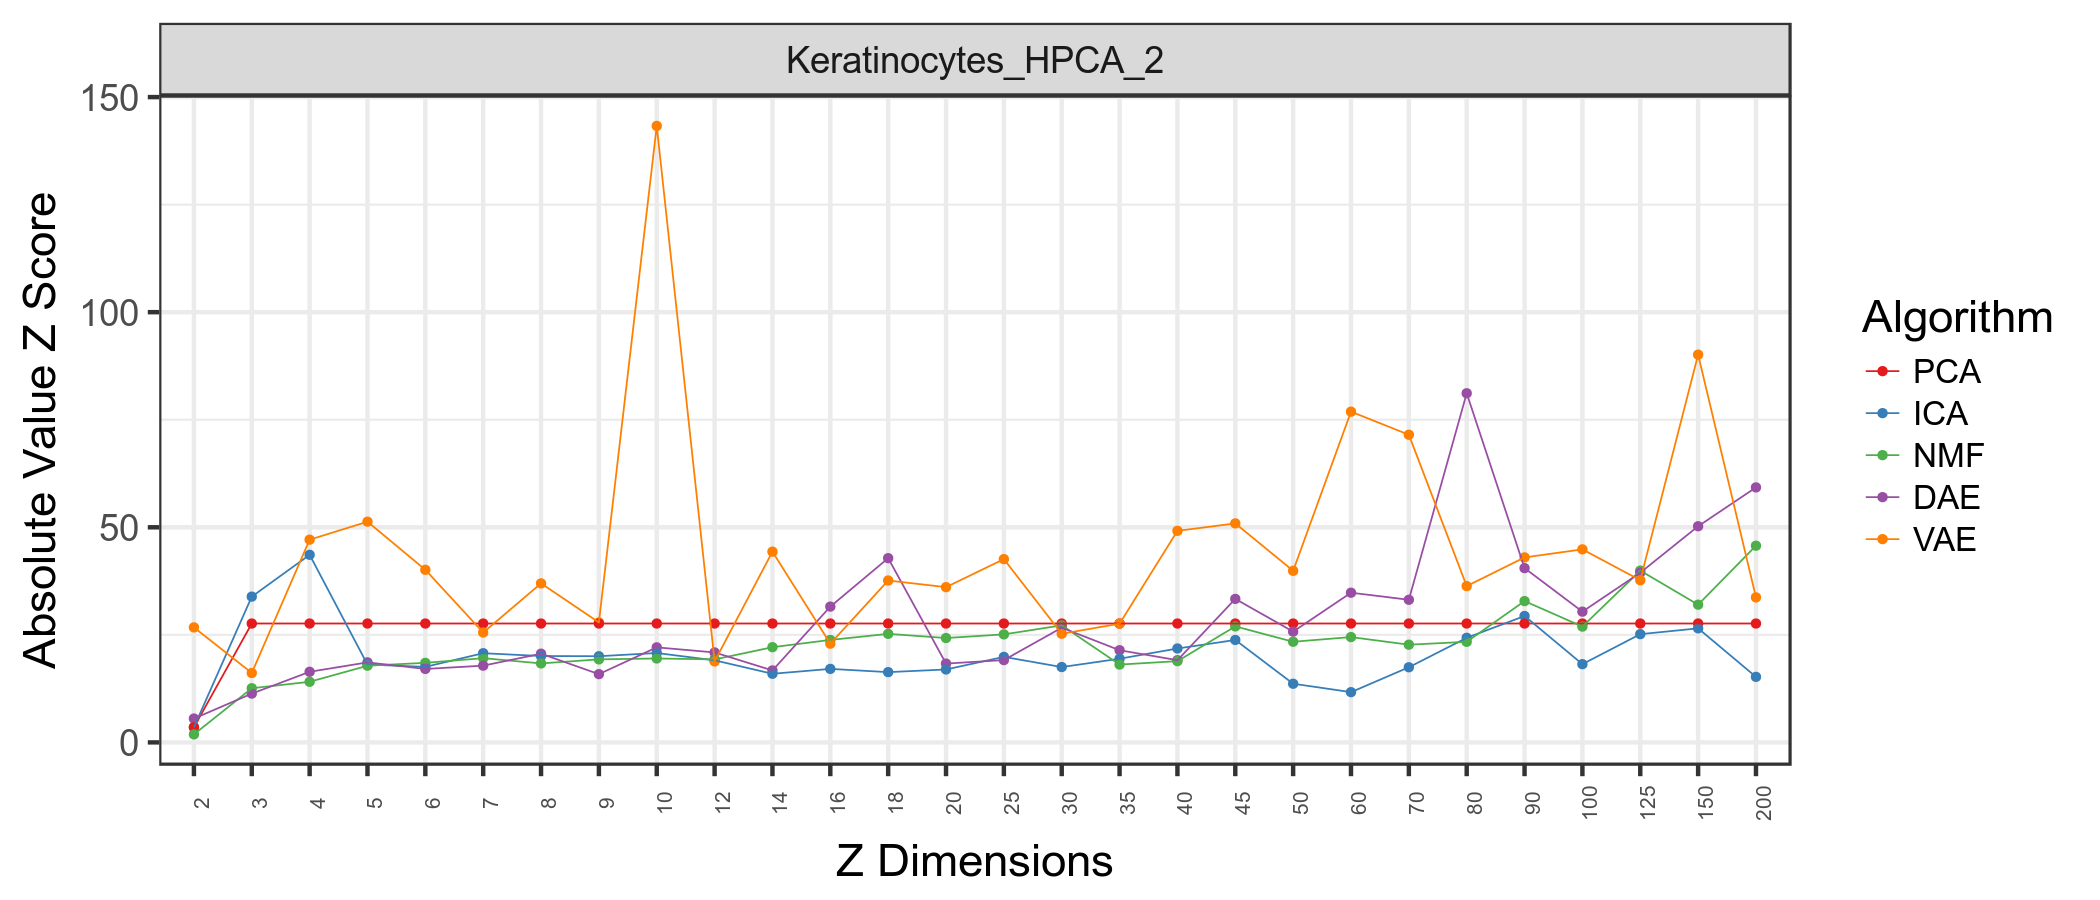 Keratinocytes_HPCA_2
150
100
50
0
Absolute Value Z Score
2 3 4 5 6 7 8 9 10 12 14 16 18 20 25 30 35 40 45 50 60 70 80 90 100 125 150 200
Z Dimensions
Algorithm
PCA
ICA
NMF
DAE
VAE